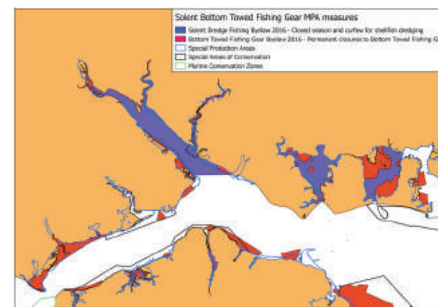 Solent Bottom Towed Fishing Gear MPA measures
Solent Dredge Fishing Byelaw 2016 - Closed season and curfew for shellfish dredging
Bottom Towed Fishing Gear Byelaw 2016 - Permanent closures to Bottom Towed Fishing G
Special Protection Areas
Special Areas of Conservation
Marine Conservation Zones